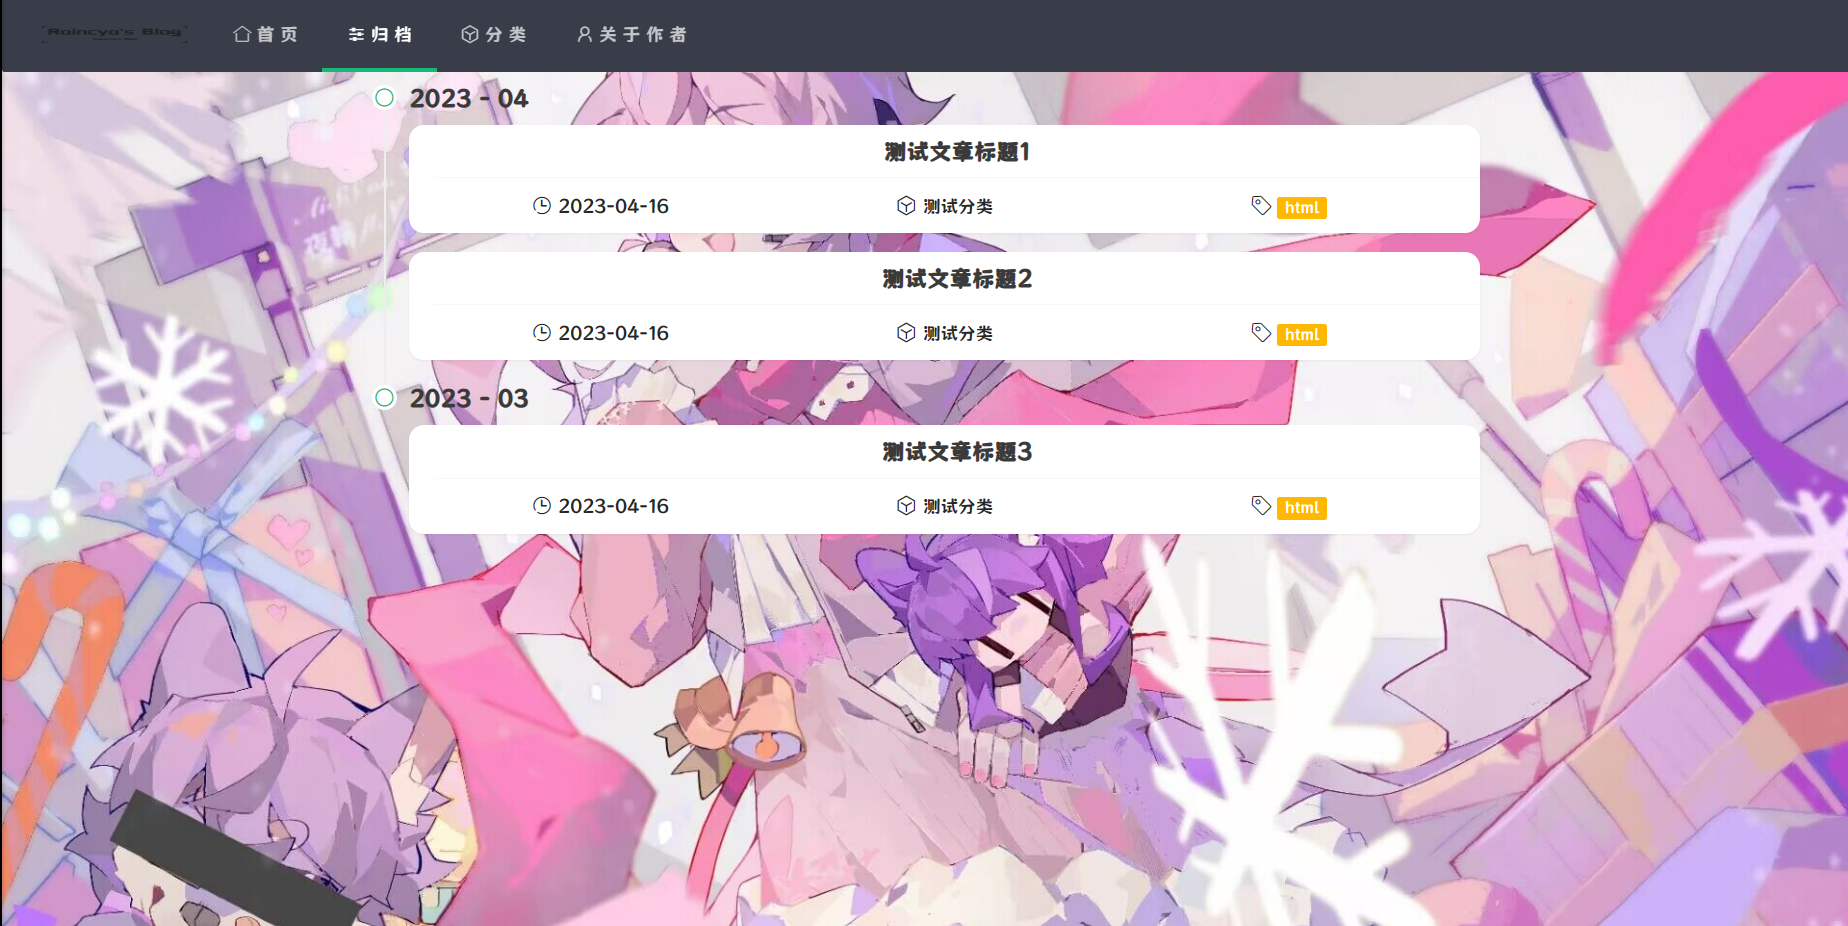 Raincya's Blog
首页
归档
分类
关于作者
2023 - 04
测试文章标题1
2023-04-16
测试分类
html
测试文章标题2
2023-04-16
测试分类
html
2023 - 03
测试文章标题3
2023-04-16
测试分类
html